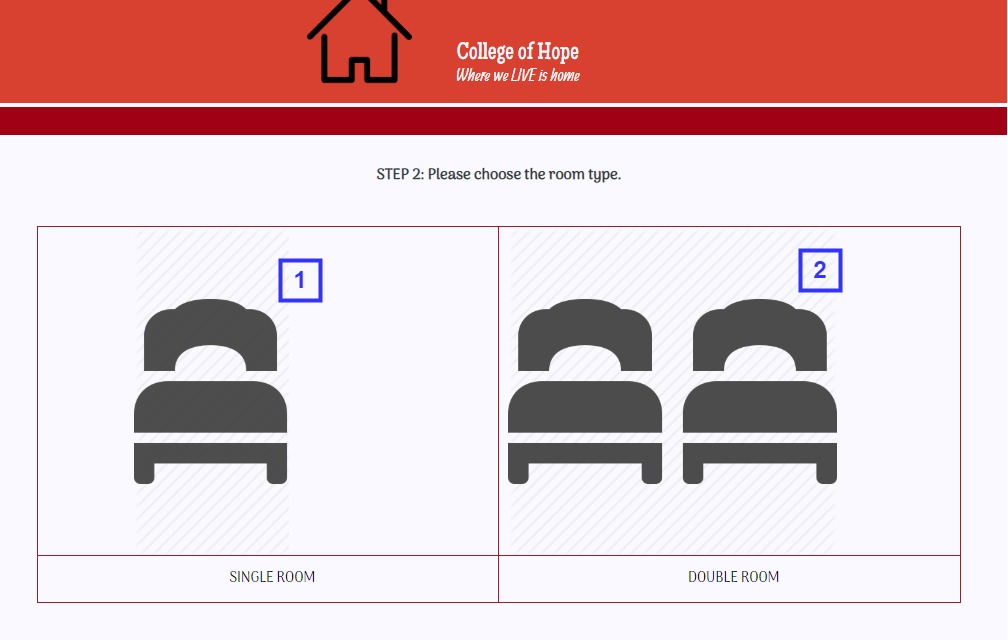 College of Hope
Where we LIVE is home
STEP 2: Please choose the room type.
1
2
SINGLE ROOM
DOUBLE ROOM